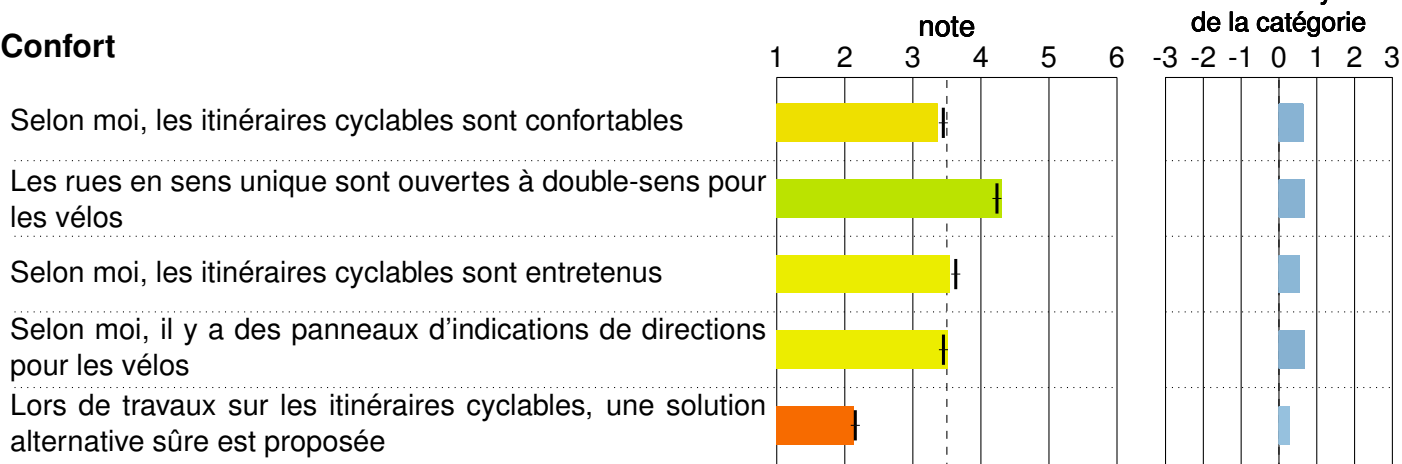 note
de la catégorie
Confort
1 2 3 4 5 6
-3 -2 -1 0 1 2 3
Selon moi, les itinéraires cyclables sont confortables
Les rues en sens unique sont ouvertes à double-sens pour
les vélos
Selon moi, les itinéraires cyclables sont entretenus
Selon moi, il y a des panneaux d'indications de directions
pour les vélos
Lors de travaux sur les itinéraires cyclables, une solution
alternative sûre est proposée